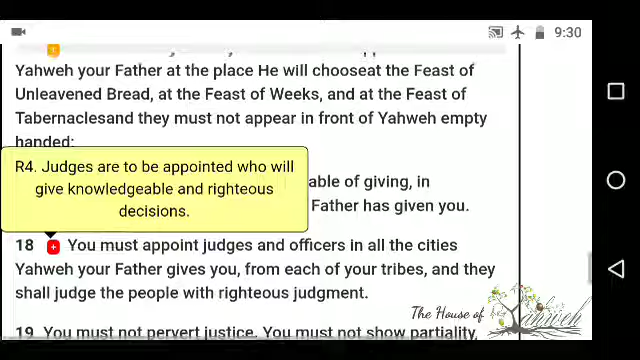 9:30
Yahweh your Father at the place He will chooseat the Feast of
Unleavened Bread, at the Feast of Weeks, and at the Feast of
Tabernaclesand they must not appear in front of Yahweh empty
handed:
R4. Judges are to be appointed who will
give knowledgeable and righteous
decisions.
able of giving, in
Father has given you.
18 + You must appoint judges and officers in all the cities
Yahweh your Father gives you, from each of your tribes, and they
shall judge the people with righteous judgment.
The House of
Yahweh
19 You must not pervert justice. You must not show partiality,